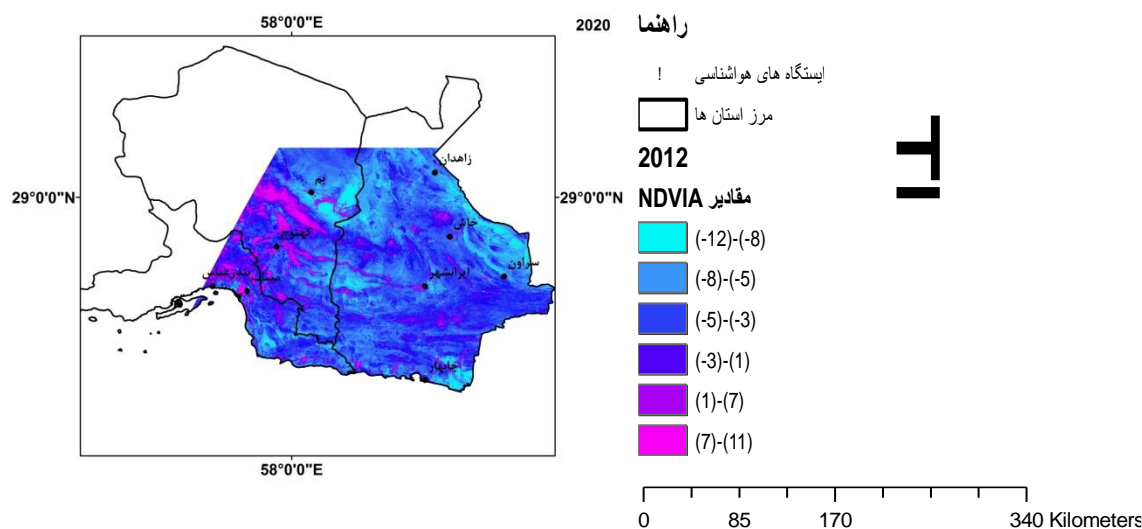 58°0'0"E
2020
29°0'0"N
29°0'0"N
58°0'0"E
زاهدان
بم
خاش
کهنوج
سراوان
ایرانشهر
بندرعباس
میناب
چابهار
راهنما
! ایستگاه های هواشناسی
مرز استان ها
2012
مقادیر NDVIA
(-12)-(-8)
(-8)-(-5)
(-5)-(-3)
(-3)-(1)
(1)-(7)
(7)-(11)
0 85 170 340 Kilometers